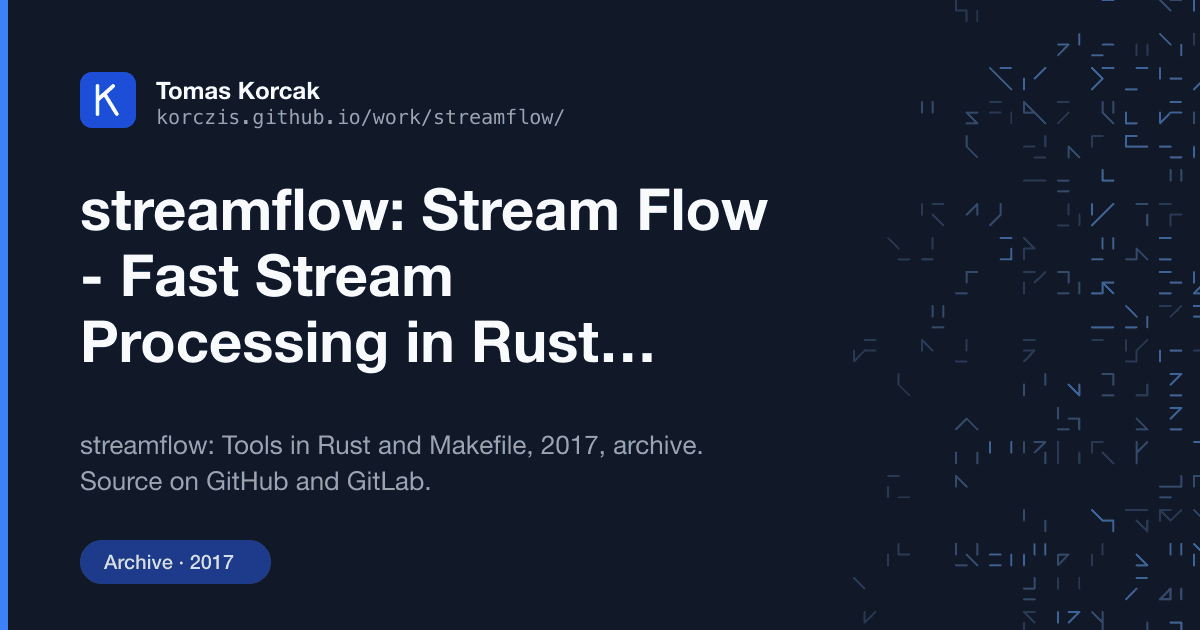 K
Tomas Korcak
korczis.github.io/work/streamflow/
streamflow: Stream Flow
- Fast Stream
Processing in Rust…
streamflow: Tools in Rust and Makefile, 2017, archive.
Source on GitHub and GitLab.
Archive · 2017